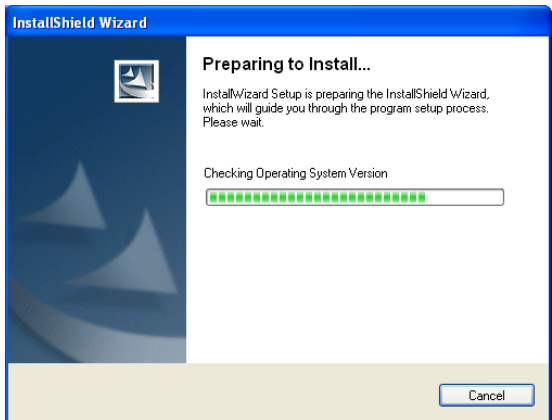 InstallShield Wizard
Preparing to Install...
InstallWizard Setup is preparing the InstallShield Wizard,
which will guide you through the program setup process.
Please wait.
Checking Operating System Version
Cancel